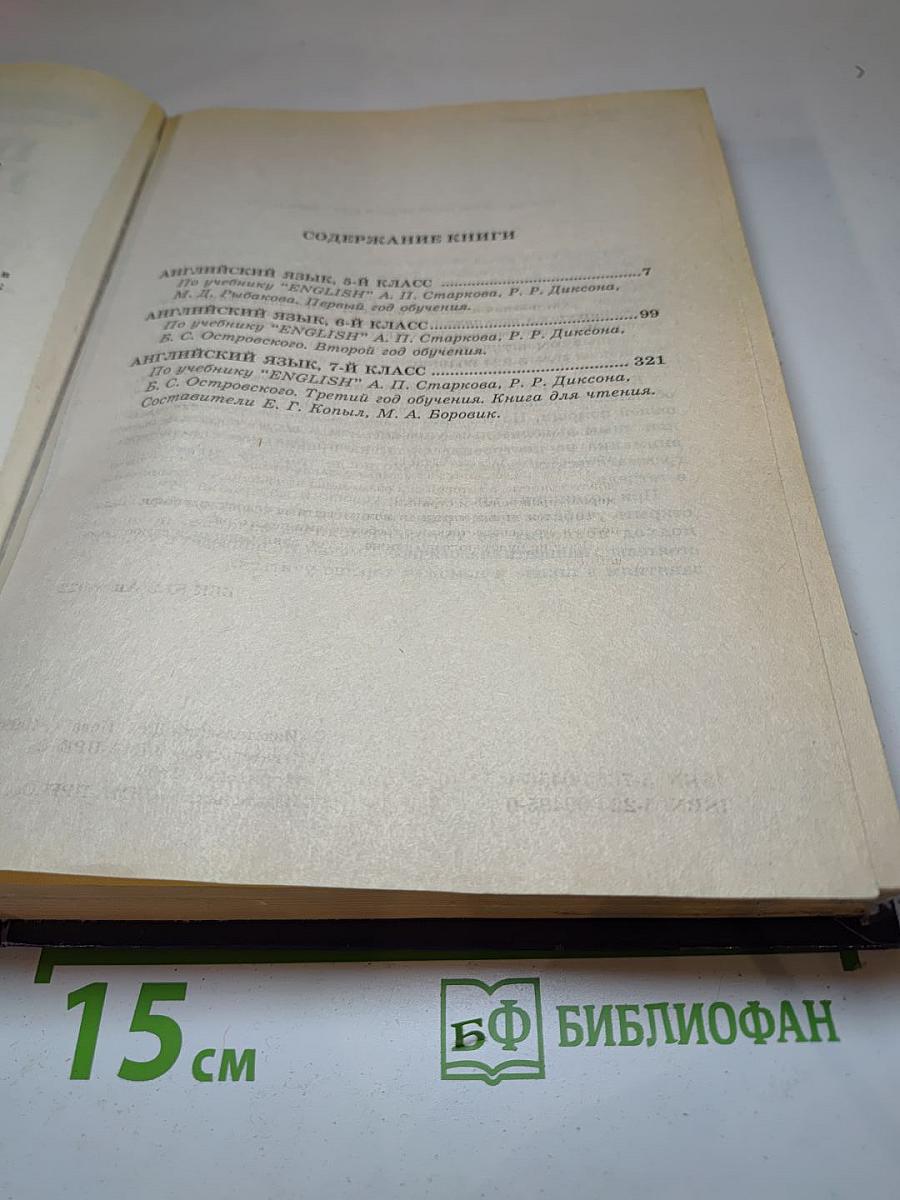 СОДЕРЖАНИЕ КНИГИ
АНГЛИЙСКИЙ ЯЗЫК, 5-Й КЛАСС ........................................7
По учебнику "ENGLISH" А. П. Старкова, Р. Р. Диксона,
М. Д. Рыбакова. Первый год обучения.
АНГЛИЙСКИЙ ЯЗЫК, 6-Й КЛАСС........................................99
По учебнику "ENGLISH" А. П. Старкова, Р. Р. Диксона,
Б. С. Островского. Второй год обучения.
АНГЛИЙСКИЙ ЯЗЫК, 7-Й КЛАСС ........................................ 321
По учебнику "ENGLISH" А. П. Старкова, Р. Р. Диксона,
Б. С. Островского. Третий год обучения. Книга для чтения.
Составители Е. Г. Копыл, М. А. Боровик.
15 см
БФ БИБЛИОФАН